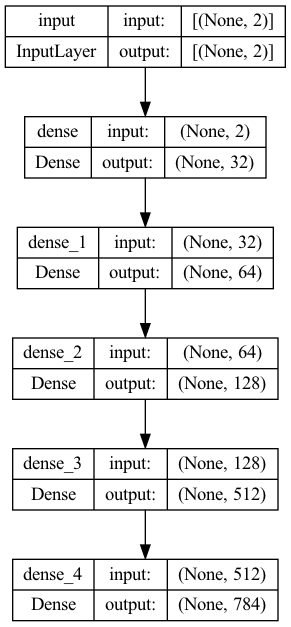 input input: [(None, 2)]
InputLayer output: [(None, 2)]
dense input: (None, 2)
Dense output: (None, 32)
dense_1 input: (None, 32)
Dense output: (None, 64)
dense_2 input: (None, 64)
Dense output: (None, 128)
dense_3 input: (None, 128)
Dense output: (None, 512)
dense_4 input: (None, 512)
Dense output: (None, 784)